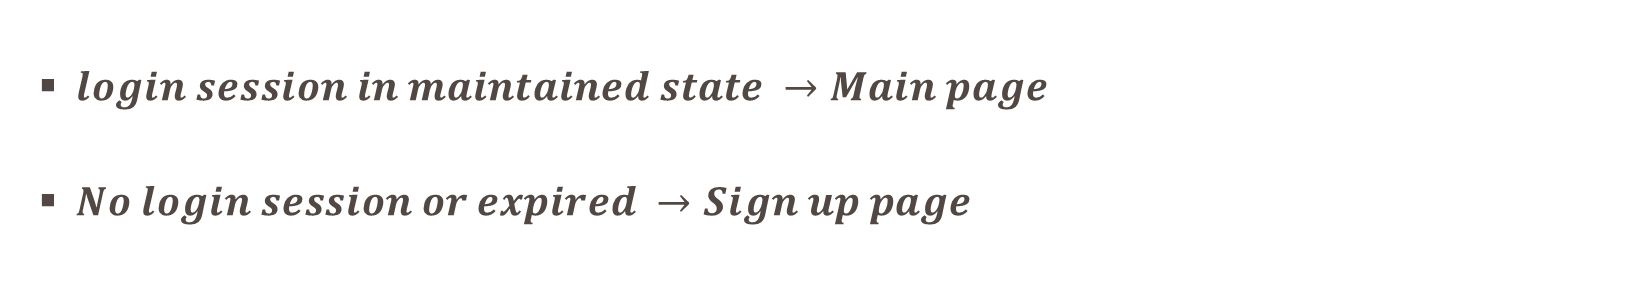 ▪ login session in maintained state → Main page
▪ No login session or expired → Sign up page